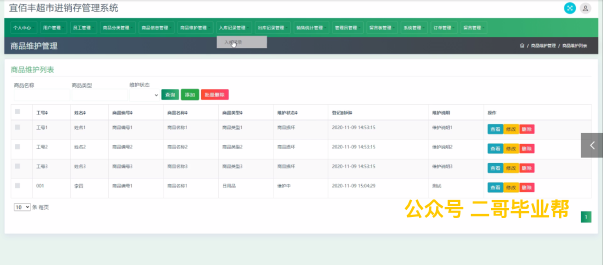 宜佰丰超市进销存管理系统
个人中心 用户管理 员工管理 商品分类管理 商品信息管理 商品维护管理 入库记录管理 出库记录管理 销售统计管理 管理员管理 系统管理 订单管理
商品维护管理
商品维护管理 / 商品维护列表
商品维护列表
商品名称 商品类型 维护状态
查询 添加 批量删除
工号 姓名 商品编号 商品名称 商品类型 维护状态 登记时间 维护说明 操作
工号1 姓名1 商品编号1 商品名称1 商品类型1 商品损坏 2020-11-09 14:53:15 维护说明1 查看 修改 删除
工号2 姓名2 商品编号2 商品名称2 商品类型2 商品损坏 2020-11-09 14:53:15 维护说明2 查看 修改 删除
工号3 姓名3 商品编号3 商品名称3 商品类型3 商品损坏 2020-11-09 14:53:15 维护说明3 查看 修改 删除
001 李四 商品编号1 商品名称1 日用品 维护中 2020-11-09 15:04:29 测试 查看 修改 删除
10 条 每页
公众号 二哥毕业帮
1